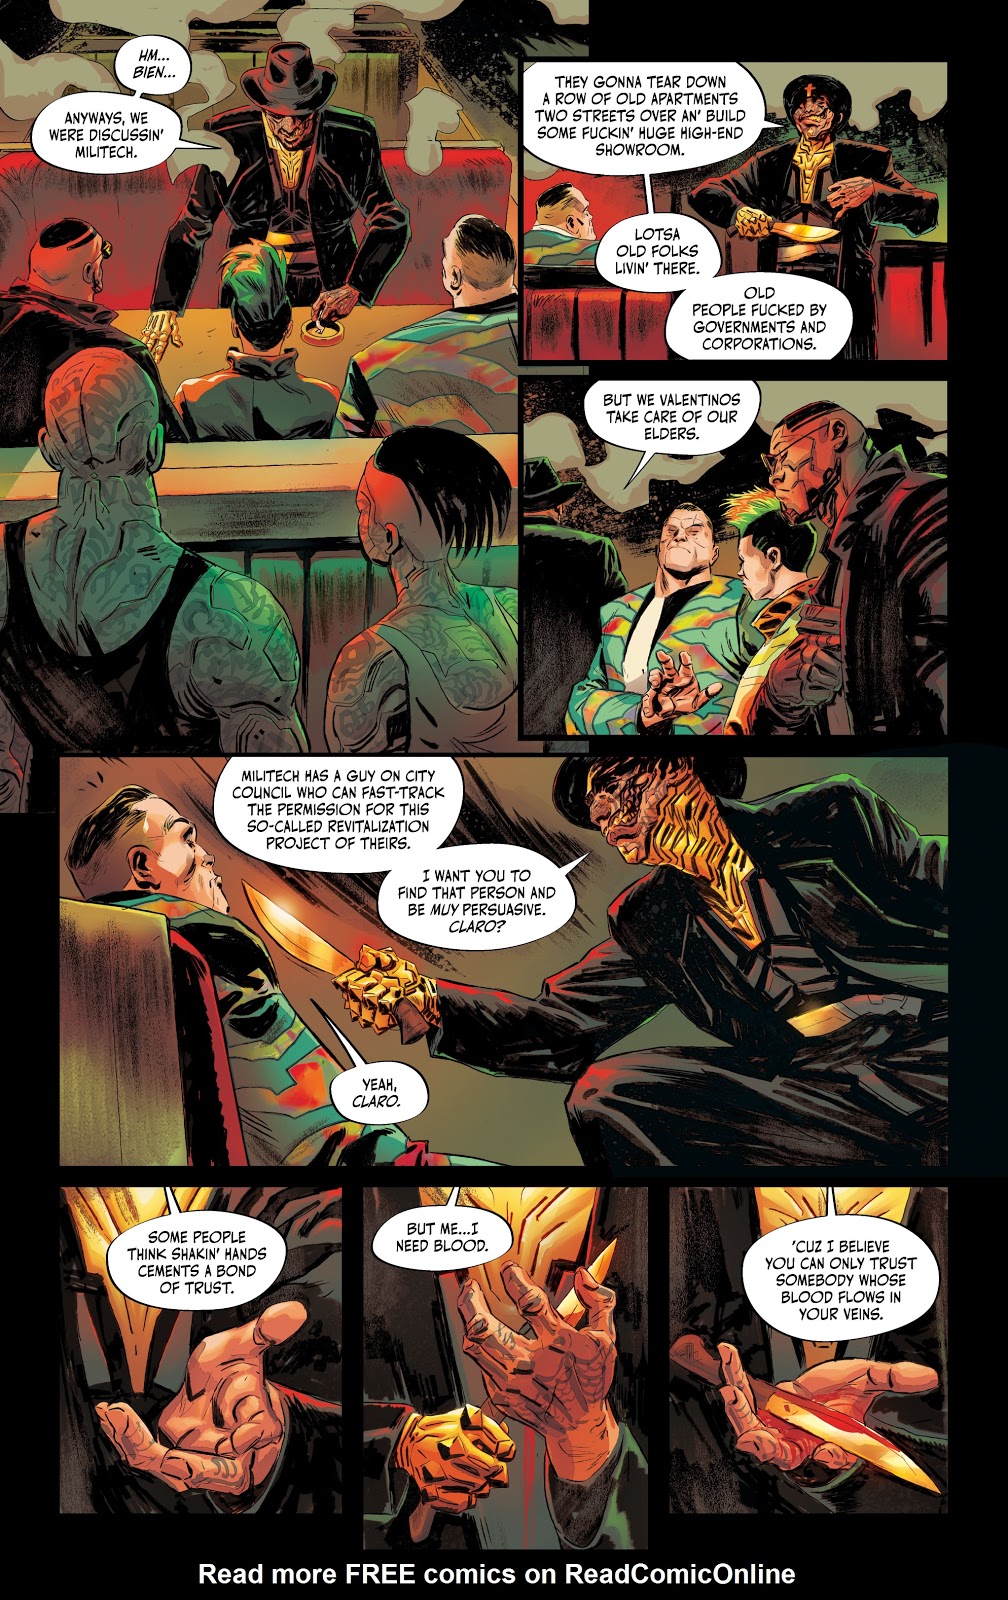 HM...
BIEN...
ANYWAYS, WE
WERE DISCUSSIN'
MILITECH.
THEY GONNA TEAR DOWN
A ROW OF OLD APARTMENTS
TWO STREETS OVER AN' BUILD
SOME FUCKIN' HUGE HIGH-END
SHOWROOM.
LOTSA
OLD FOLKS
LIVIN' THERE.
OLD
PEOPLE FUCKED BY
GOVERNMENTS AND
CORPORATIONS.
BUT WE VALENTINOS
TAKE CARE OF OUR
ELDERS.
MILITECH HAS A GUY ON CITY
COUNCIL WHO CAN FAST-TRACK
THE PERMISSION FOR THIS
SO-CALLED REVITALIZATION
PROJECT OF THEIRS.
I WANT YOU TO
FIND THAT PERSON AND
BE MUY PERSUASIVE.
CLARO?
YEAH,
CLARO.
SOME PEOPLE
THINK SHAKIN' HANDS
CEMENTS A BOND
OF TRUST.
BUT ME...I
NEED BLOOD.
'CUZ I BELIEVE
YOU CAN ONLY TRUST
SOMEBODY WHOSE
BLOOD FLOWS IN
YOUR VEINS.
Read more FREE comics on ReadComicOnline